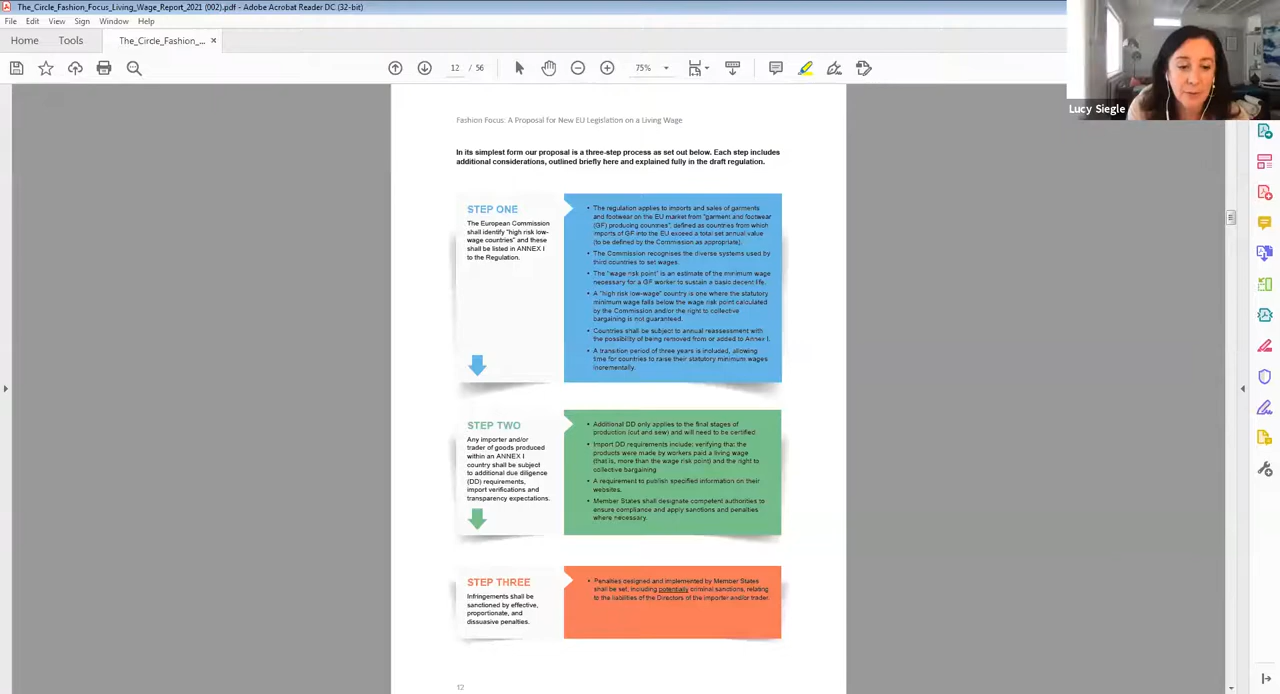 The_Circle_Fashion_Focus_Living_Wage_Report_2021 (002).pdf - Adobe Acrobat Reader DC (32-bit)
File Edit View Sign Window Help
Home Tools The_Circle_Fashion_... ×
12 / 56 75%
Lucy Siegle
Fashion Focus: A Proposal for New EU Legislation on a Living Wage
In its simplest form our proposal is a three-step process as set out below. Each step includes
additional considerations, outlined briefly here and explained fully in the draft regulation.
STEP ONE
The European Commission
shall identify "high risk low-
wage countries" and these
shall be listed in ANNEX I
to the Regulation.
• The regulation applies to imports and sales of garments
and footwear on the EU market from "garment and footwear
(GF) producing countries", defined as countries from which
imports of GF into the EU exceed a total set annual value
(to be defined by the Commission as appropriate).
• The Commission recognises the diverse systems used by
third countries to set wages.
• The "wage risk point" is an estimate of the minimum wage
necessary for a GF worker to sustain a basic decent life.
• A "high risk low-wage" country is one where the statutory
minimum wage falls below the wage risk point calculated
by the Commission and/or the right to collective
bargaining is not guaranteed.
• Countries shall be subject to annual reassessment with
the possibility of being removed from or added to Annex I.
• A transition period of three years is included, allowing
time for countries to raise their statutory minimum wages
incrementally.
STEP TWO
Any importer and/or
trader of goods produced
within an ANNEX I
country shall be subject
to additional due diligence
(DD) requirements,
import verifications and
transparency expectations.
• Additional DD only applies to the final stages of
production (cut and sew) and will need to be certified
• Import DD requirements include: verifying that the
products were made by workers paid a living wage
(that is, more than the wage risk point) and the right to
collective bargaining
• A requirement to publish specified information on their
websites.
• Member States shall designate competent authorities to
ensure compliance and apply sanctions and penalties
where necessary.
STEP THREE
Infringements shall be
sanctioned by effective,
proportionate, and
dissuasive penalties.
• Penalties designed and implemented by Member States
shall be set, including potentially criminal sanctions, relating
to the liabilities of the Directors of the importer and/or trader.
12